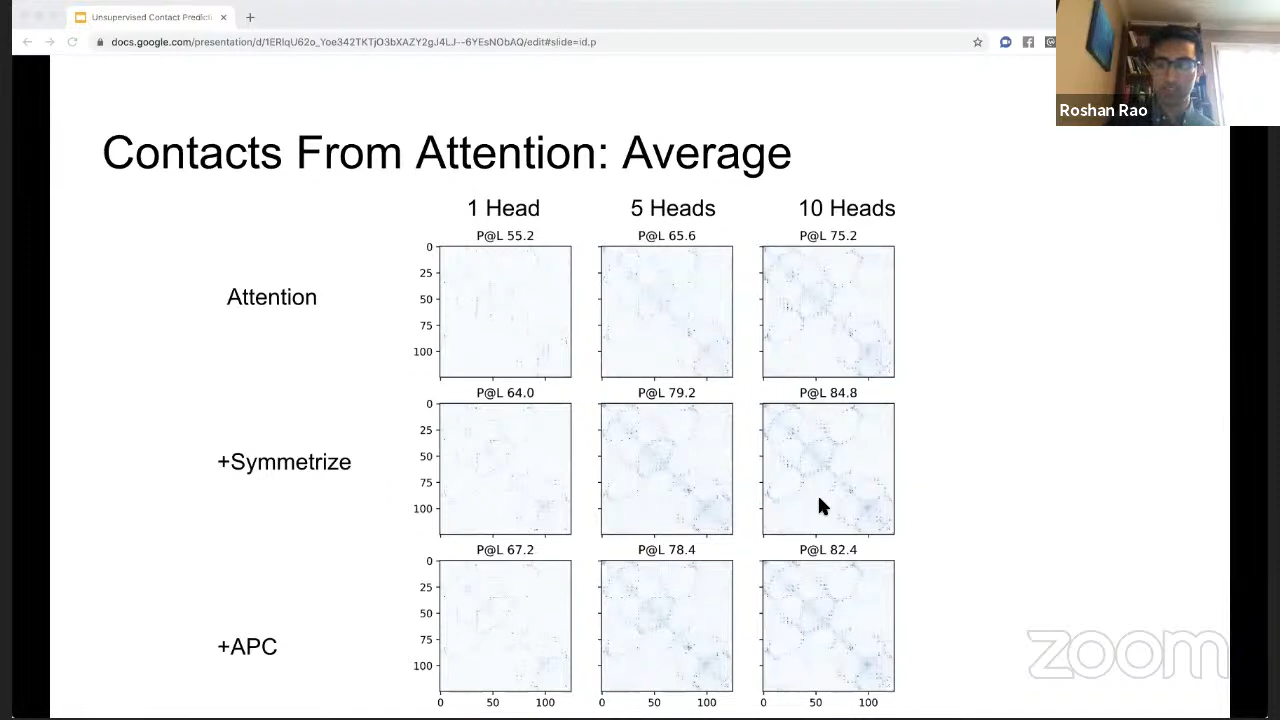 Unsupervised Contact Predicti
docs.google.com/presentation/d/1ERlqU62o_Yoe342TKTjO3bXAZY2gJ4LJ--6YEsNObAQ/edit#slide=id.p
Roshan Rao
Contacts From Attention: Average
1 Head 5 Heads 10 Heads
P@L 55.2 P@L 65.6 P@L 75.2
0
25
Attention
50
75
100
P@L 64.0 P@L 79.2 P@L 84.8
0
25
+Symmetrize
50
75
100
P@L 67.2 P@L 78.4 P@L 82.4
0
25
50
+APC
75
100
0 50 100 0 50 100 0 50 100
zoom